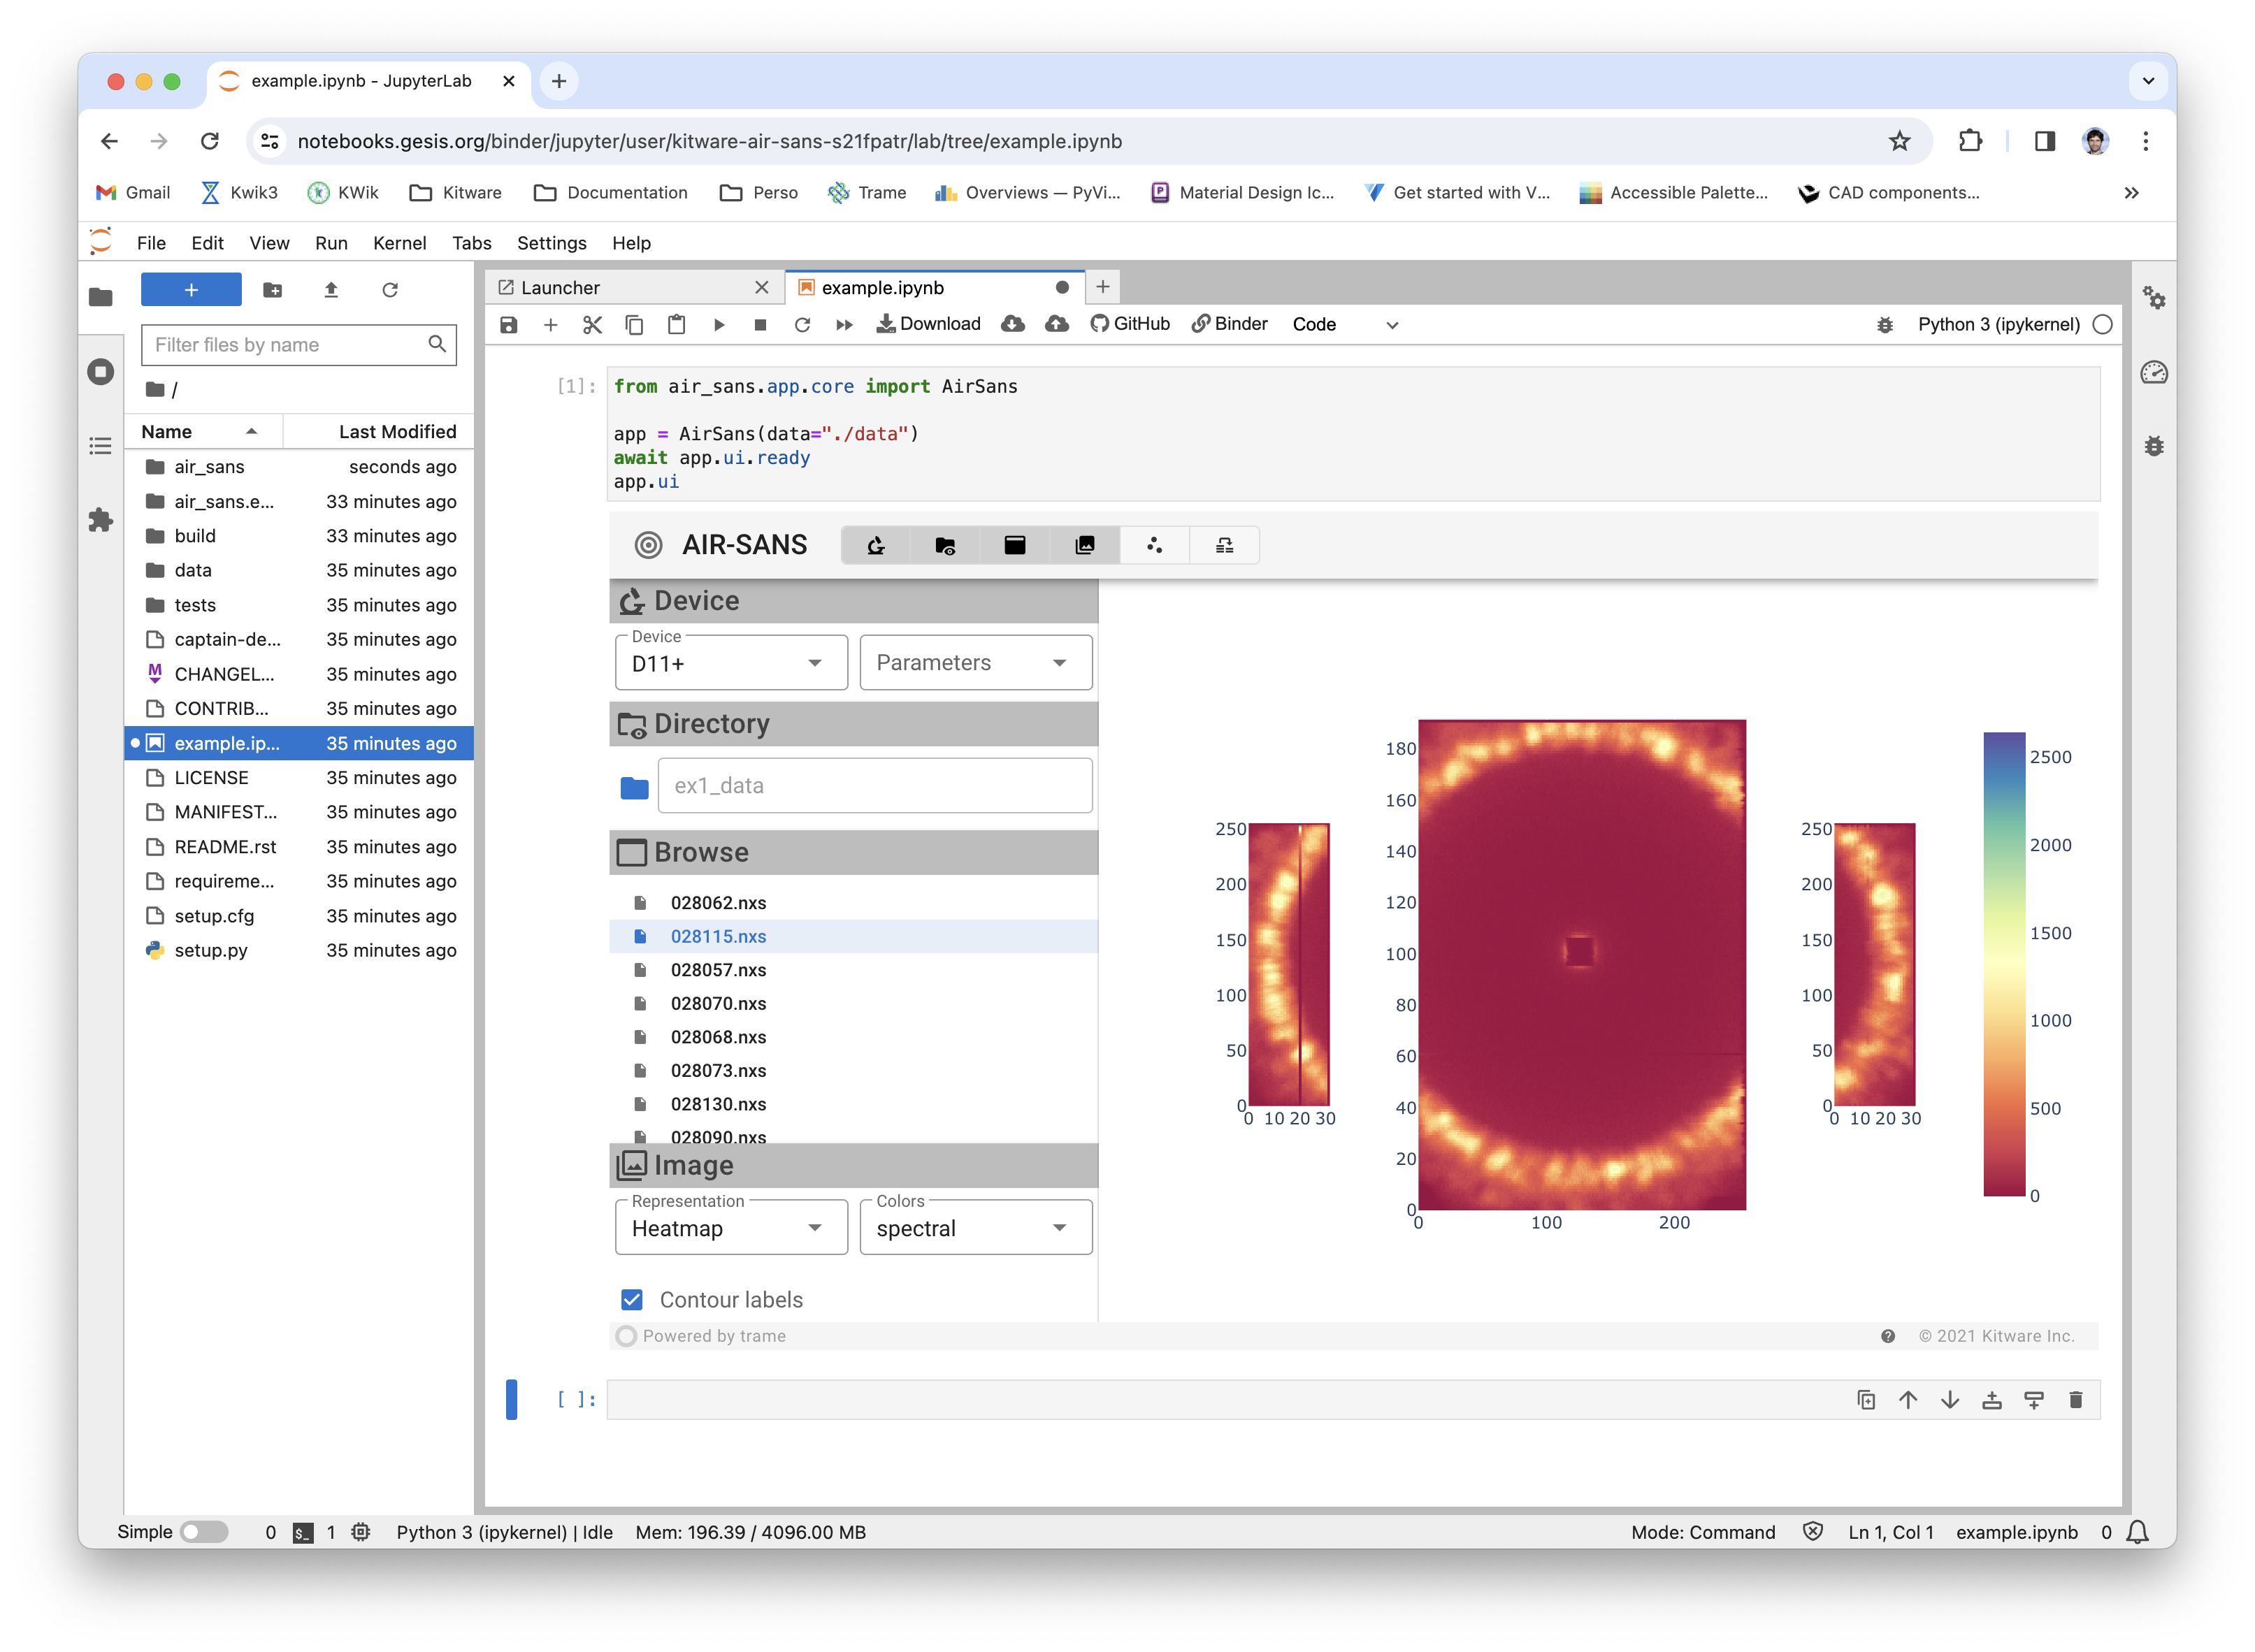 example.ipynb - JupyterLab
notebooks.gesis.org/binder/jupyter/user/kitware-air-sans-s21fpatr/lab/tree/example.ipynb
Gmail Kwik3 KWik Kitware Documentation Perso Trame Overviews — PyVi... Material Design Ic... Get started with V... Accessible Palette... CAD components...
File Edit View Run Kernel Tabs Settings Help
Launcher
example.ipynb
Download GitHub Binder Code Python 3 (ipykernel)
Filter files by name
/
Name Last Modified
air_sans seconds ago
air_sans.e... 33 minutes ago
build 33 minutes ago
data 35 minutes ago
tests 35 minutes ago
captain-de... 35 minutes ago
CHANGEL... 35 minutes ago
CONTRIB... 35 minutes ago
example.ip... 35 minutes ago
LICENSE 35 minutes ago
MANIFEST... 35 minutes ago
README.rst 35 minutes ago
requireme... 35 minutes ago
setup.cfg 35 minutes ago
setup.py 35 minutes ago
[1]: from air_sans.app.core import AirSans
app = AirSans(data="./data")
await app.ui.ready
app.ui
AIR-SANS
Device
Device
D11+
Parameters
Directory
ex1_data
Browse
028062.nxs
028115.nxs
028057.nxs
028070.nxs
028068.nxs
028073.nxs
028130.nxs
028090.nxs
Image
Representation
Heatmap
Colors
spectral
Contour labels
250
200
150
100
50
0
0 10 20 30
180
160
140
120
100
80
60
40
20
0
0 100 200
250
200
150
100
50
0
0 10 20 30
2500
2000
1500
1000
500
0
Powered by trame
© 2021 Kitware Inc.
[ ]:
Simple 0 $_ 1 Python 3 (ipykernel) | Idle Mem: 196.39 / 4096.00 MB Mode: Command Ln 1, Col 1 example.ipynb 0